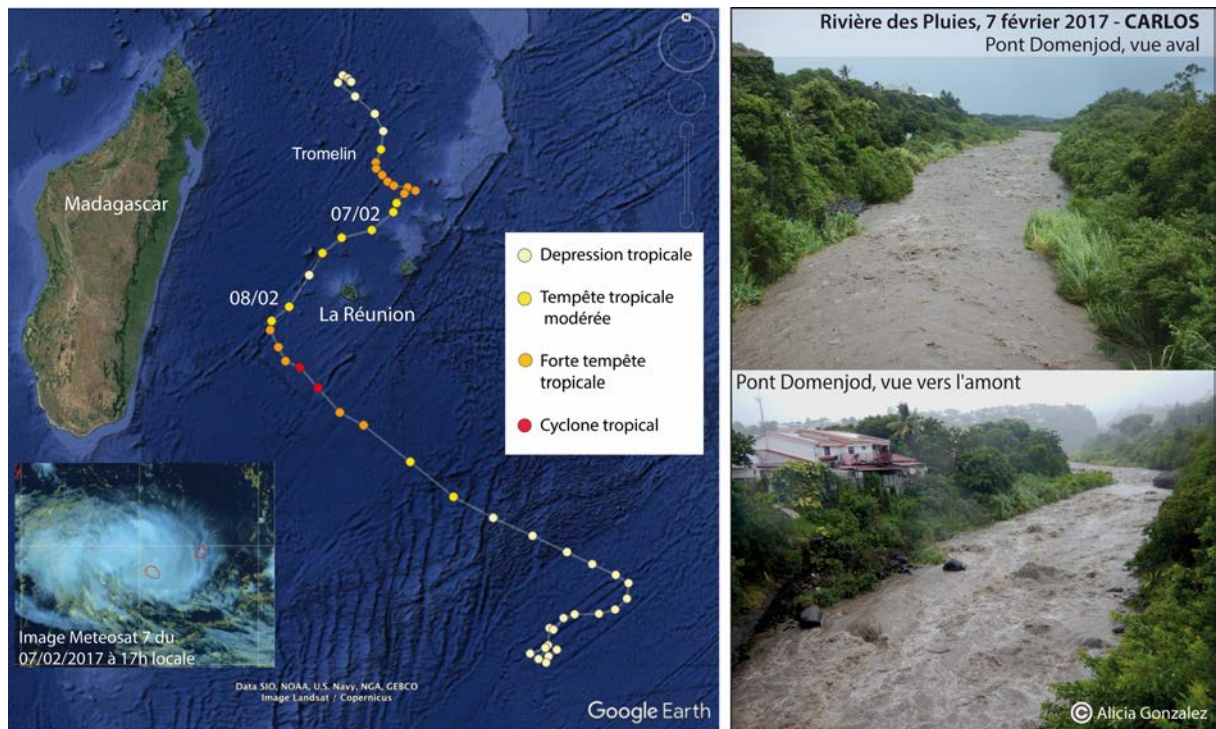 Tromelin
Madagascar
07/02
08/02
La Réunion
Depression tropicale
Tempête tropicale
modérée
Forte tempête
tropicale
Cyclone tropical
Image Meteosat 7 du
07/02/2017 à 17h locale
Data SIO, NOAA, U.S. Navy, NGA, GEBCO
Image Landsat / Copernicus
Google Earth
N
Rivière des Pluies, 7 février 2017 - CARLOS
Pont Domenjod, vue aval
Pont Domenjod, vue vers l'amont
© Alicia Gonzalez